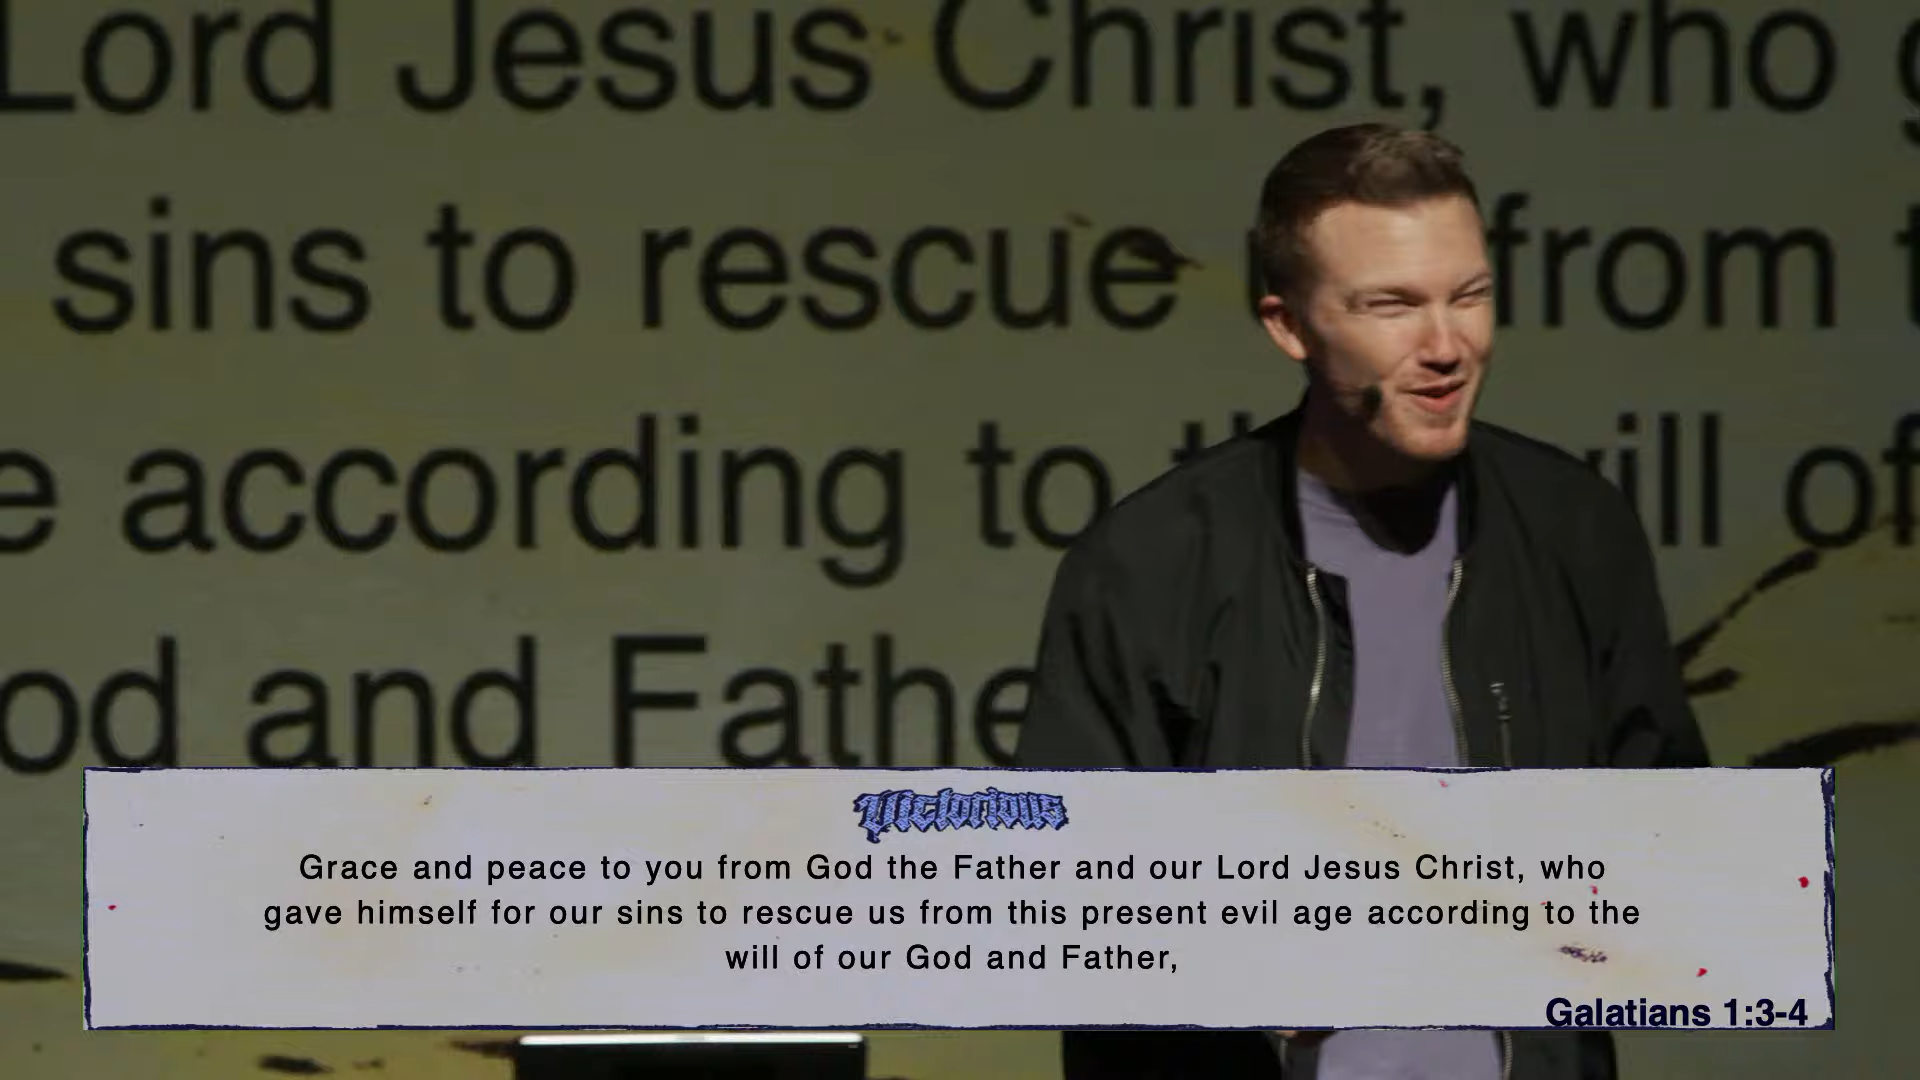 Lord Jesus Christ, who
sins to rescue from
according to will of
and Father
Victorious
Grace and peace to you from God the Father and our Lord Jesus Christ, who
gave himself for our sins to rescue us from this present evil age according to the
will of our God and Father,
Galatians 1:3-4